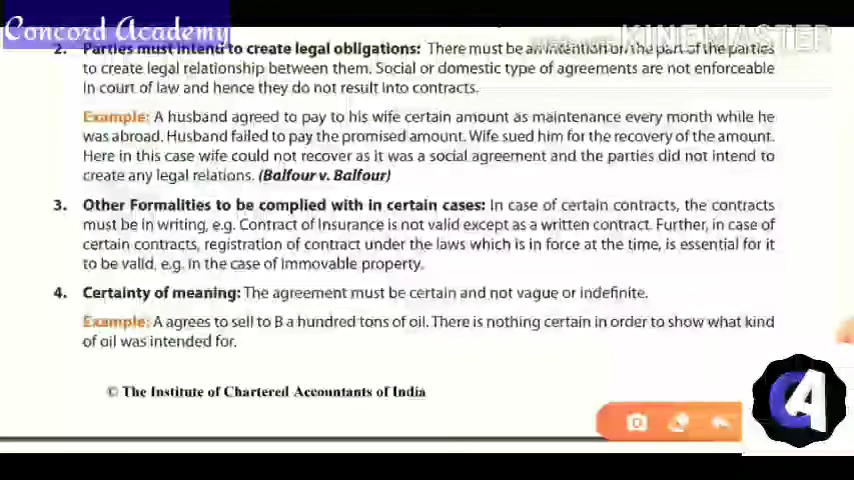 Concord Academy
KINEMASTER
2. Parties must intend to create legal obligations: There must be an intention on the part of the parties
to create legal relationship between them. Social or domestic type of agreements are not enforceable
in court of law and hence they do not result into contracts.
Example: A husband agreed to pay to his wife certain amount as maintenance every month while he
was abroad. Husband failed to pay the promised amount. Wife sued him for the recovery of the amount.
Here in this case wife could not recover as it was a social agreement and the parties did not intend to
create any legal relations. (Balfour v. Balfour)
3. Other Formalities to be complied with in certain cases: In case of certain contracts, the contracts
must be in writing, e.g. Contract of Insurance is not valid except as a written contract. Further, in case of
certain contracts, registration of contract under the laws which is in force at the time, is essential for it
to be valid, e.g. in the case of immovable property.
4. Certainty of meaning: The agreement must be certain and not vague or indefinite.
Example: A agrees to sell to B a hundred tons of oil. There is nothing certain in order to show what kind
of oil was intended for.
© The Institute of Chartered Accountants of India
CA